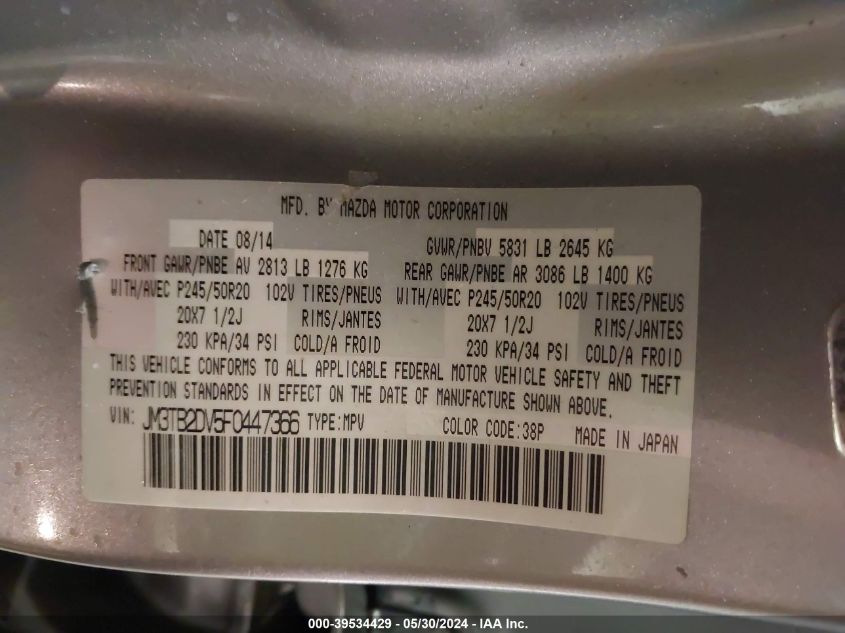 MFD. BY MAZDA MOTOR CORPORATION
DATE 08/14 GVWR/PNBV 5831 LB 2645 KG
FRONT GAWR/PNBE AV 2813 LB 1276 KG REAR GAWR/PNBE AR 3086 LB 1400 KG
WITH/AVEC P245/50R20 102V TIRES/PNEUS WITH/AVEC P245/50R20 102V TIRES/PNEUS
20X7 1/2J RIMS/JANTES 20X7 1/2J RIMS/JANTES
230 KPA/34 PSI COLD/A FROID 230 KPA/34 PSI COLD/A FROID
THIS VEHICLE CONFORMS TO ALL APPLICABLE FEDERAL MOTOR VEHICLE SAFETY AND THEFT
PREVENTION STANDARDS IN EFFECT ON THE DATE OF MANUFACTURE SHOWN ABOVE.
VIN: JM3TB2DV5F0447366 TYPE:MPV COLOR CODE:38P MADE IN JAPAN
000-39534429 - 05/30/2024 - IAA Inc.